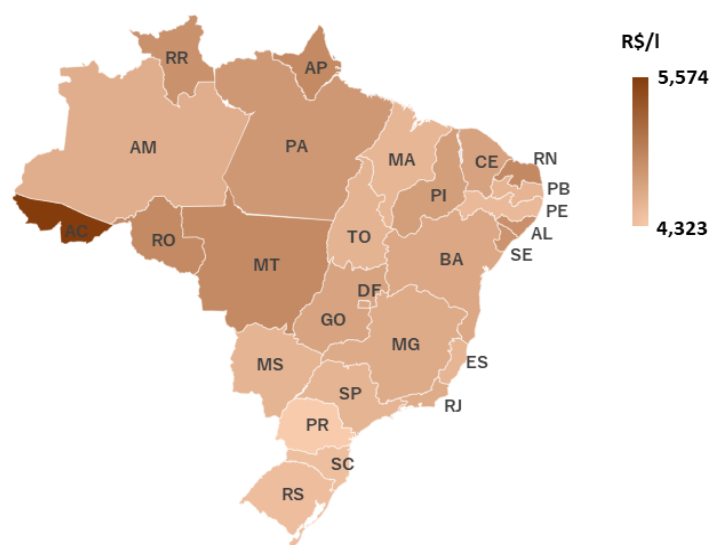 R$/l
5,574
4,323
RR
AP
AM
PA
MA
CE
RN
PB
PI
PE
AC
RO
TO
AL
SE
MT
BA
DF
GO
MG
MS
ES
SP
RJ
PR
SC
RS